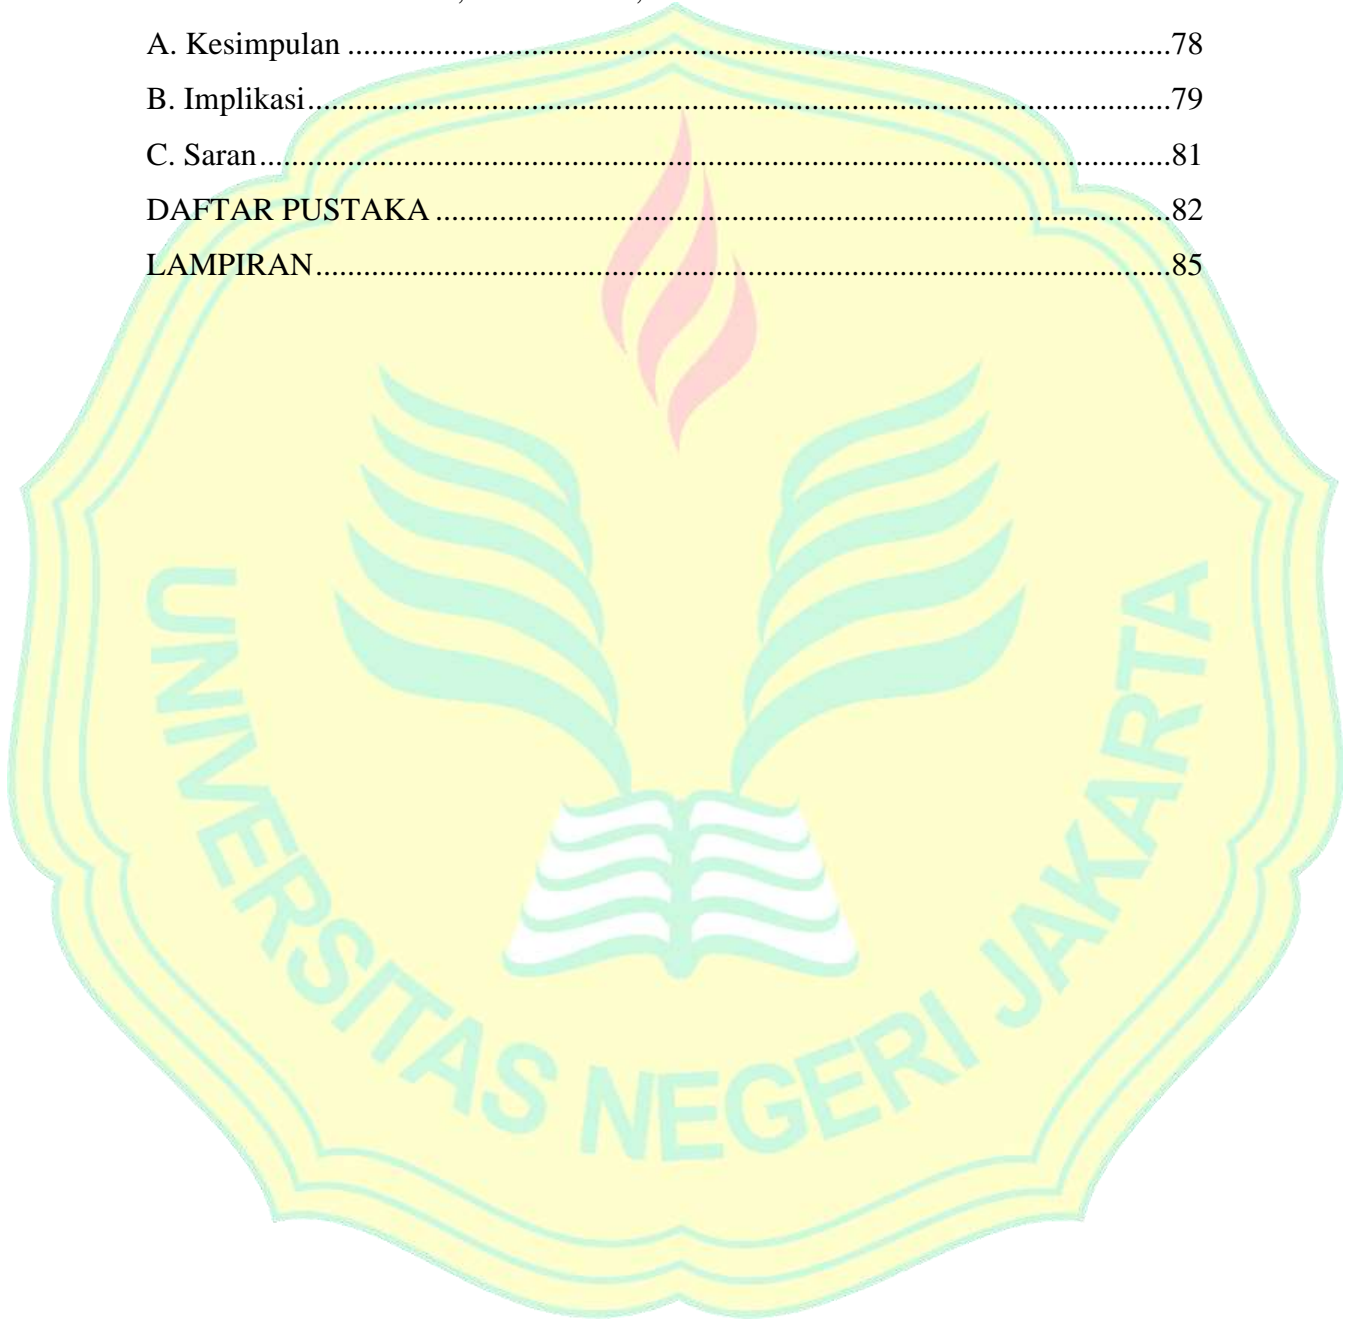 A. Kesimpulan ........................................................................................................78
B. Implikasi.............................................................................................................79
C. Saran...................................................................................................................81
DAFTAR PUSTAKA .............................................................................................82
LAMPIRAN............................................................................................................85
UNIVERSITAS NEGERI JAKARTA